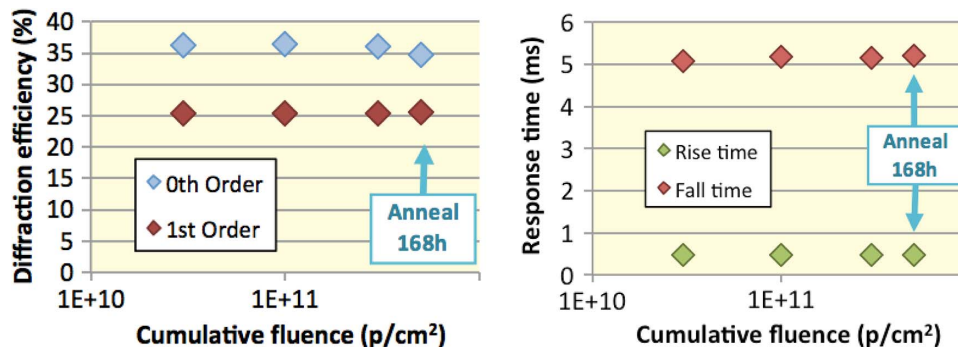 Diffraction efficiency (%)
40
35
30
25
20
15
10
5
0
0th Order
1st Order
Anneal
168h
1E+10
1E+11
Cumulative fluence (p/cm²)
Response time (ms)
6
5
4
3
2
1
0
Rise time
Fall time
Anneal
168h
1E+10
1E+11
Cumulative fluence (p/cm²)